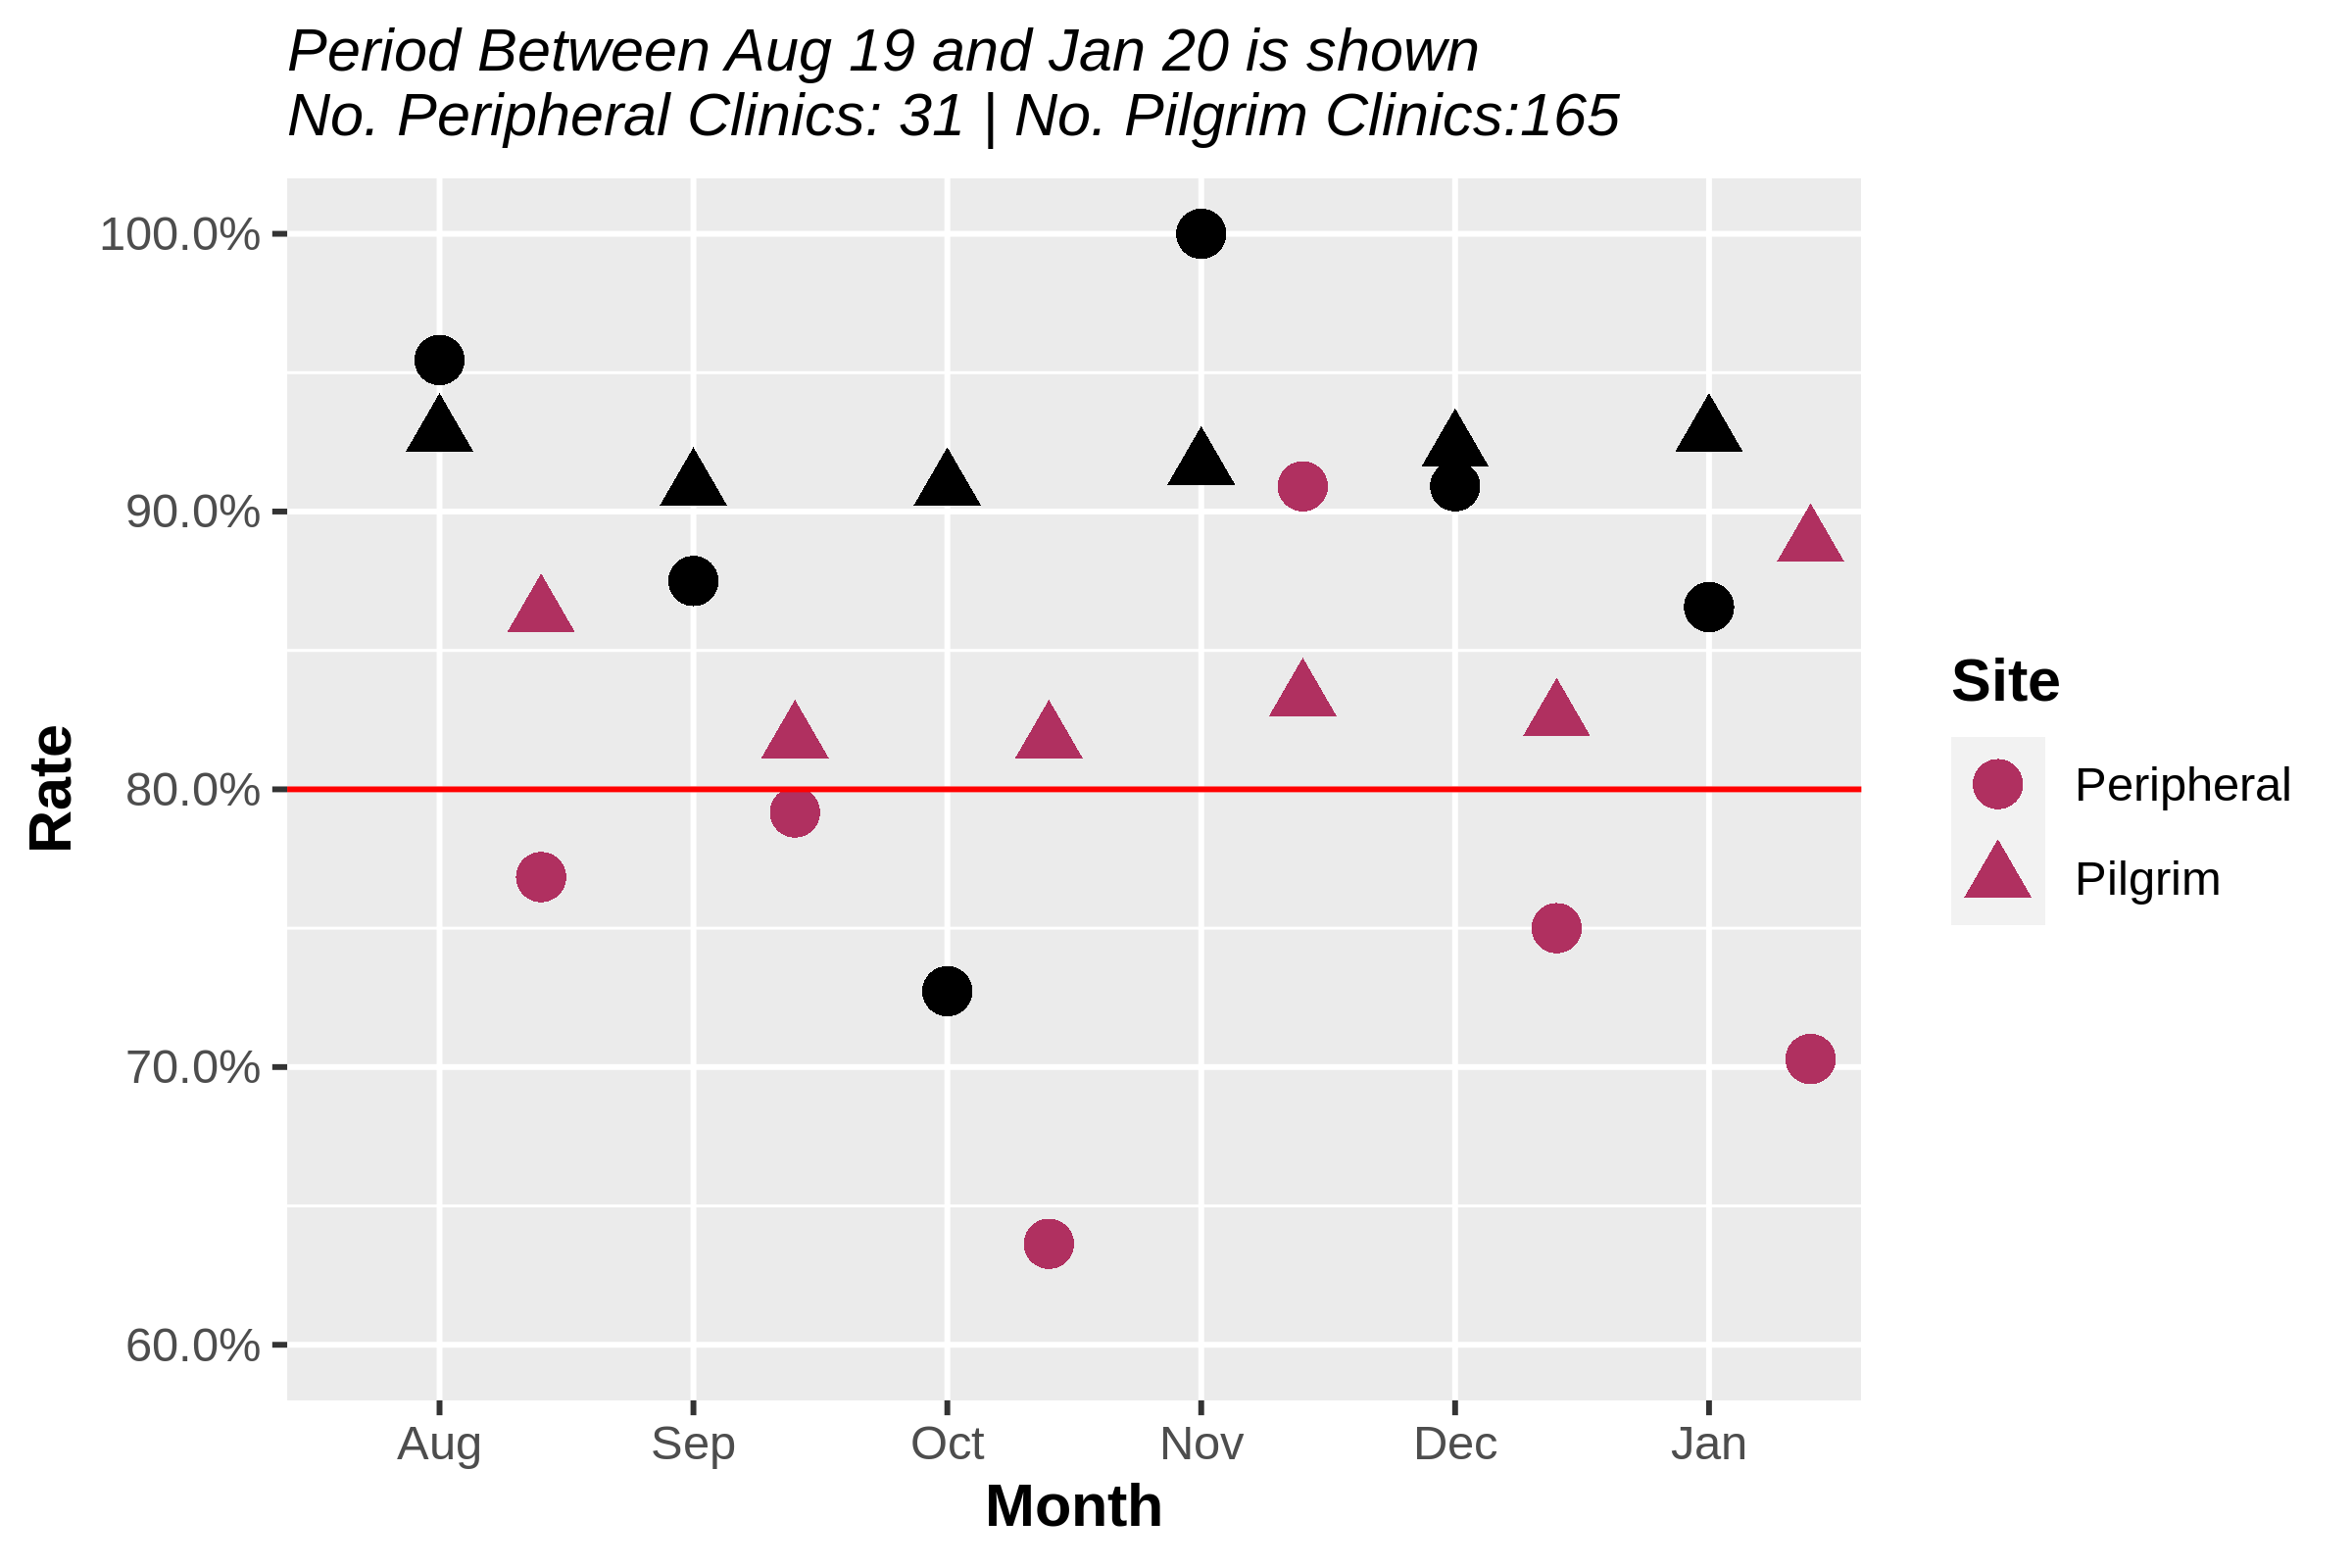 Period Between Aug 19 and Jan 20 is shown
No. Peripheral Clinics: 31 | No. Pilgrim Clinics:165
100.0%
90.0%
80.0%
70.0%
60.0%
Rate
Aug Sep Oct Nov Dec Jan
Month
Site
Peripheral
Pilgrim